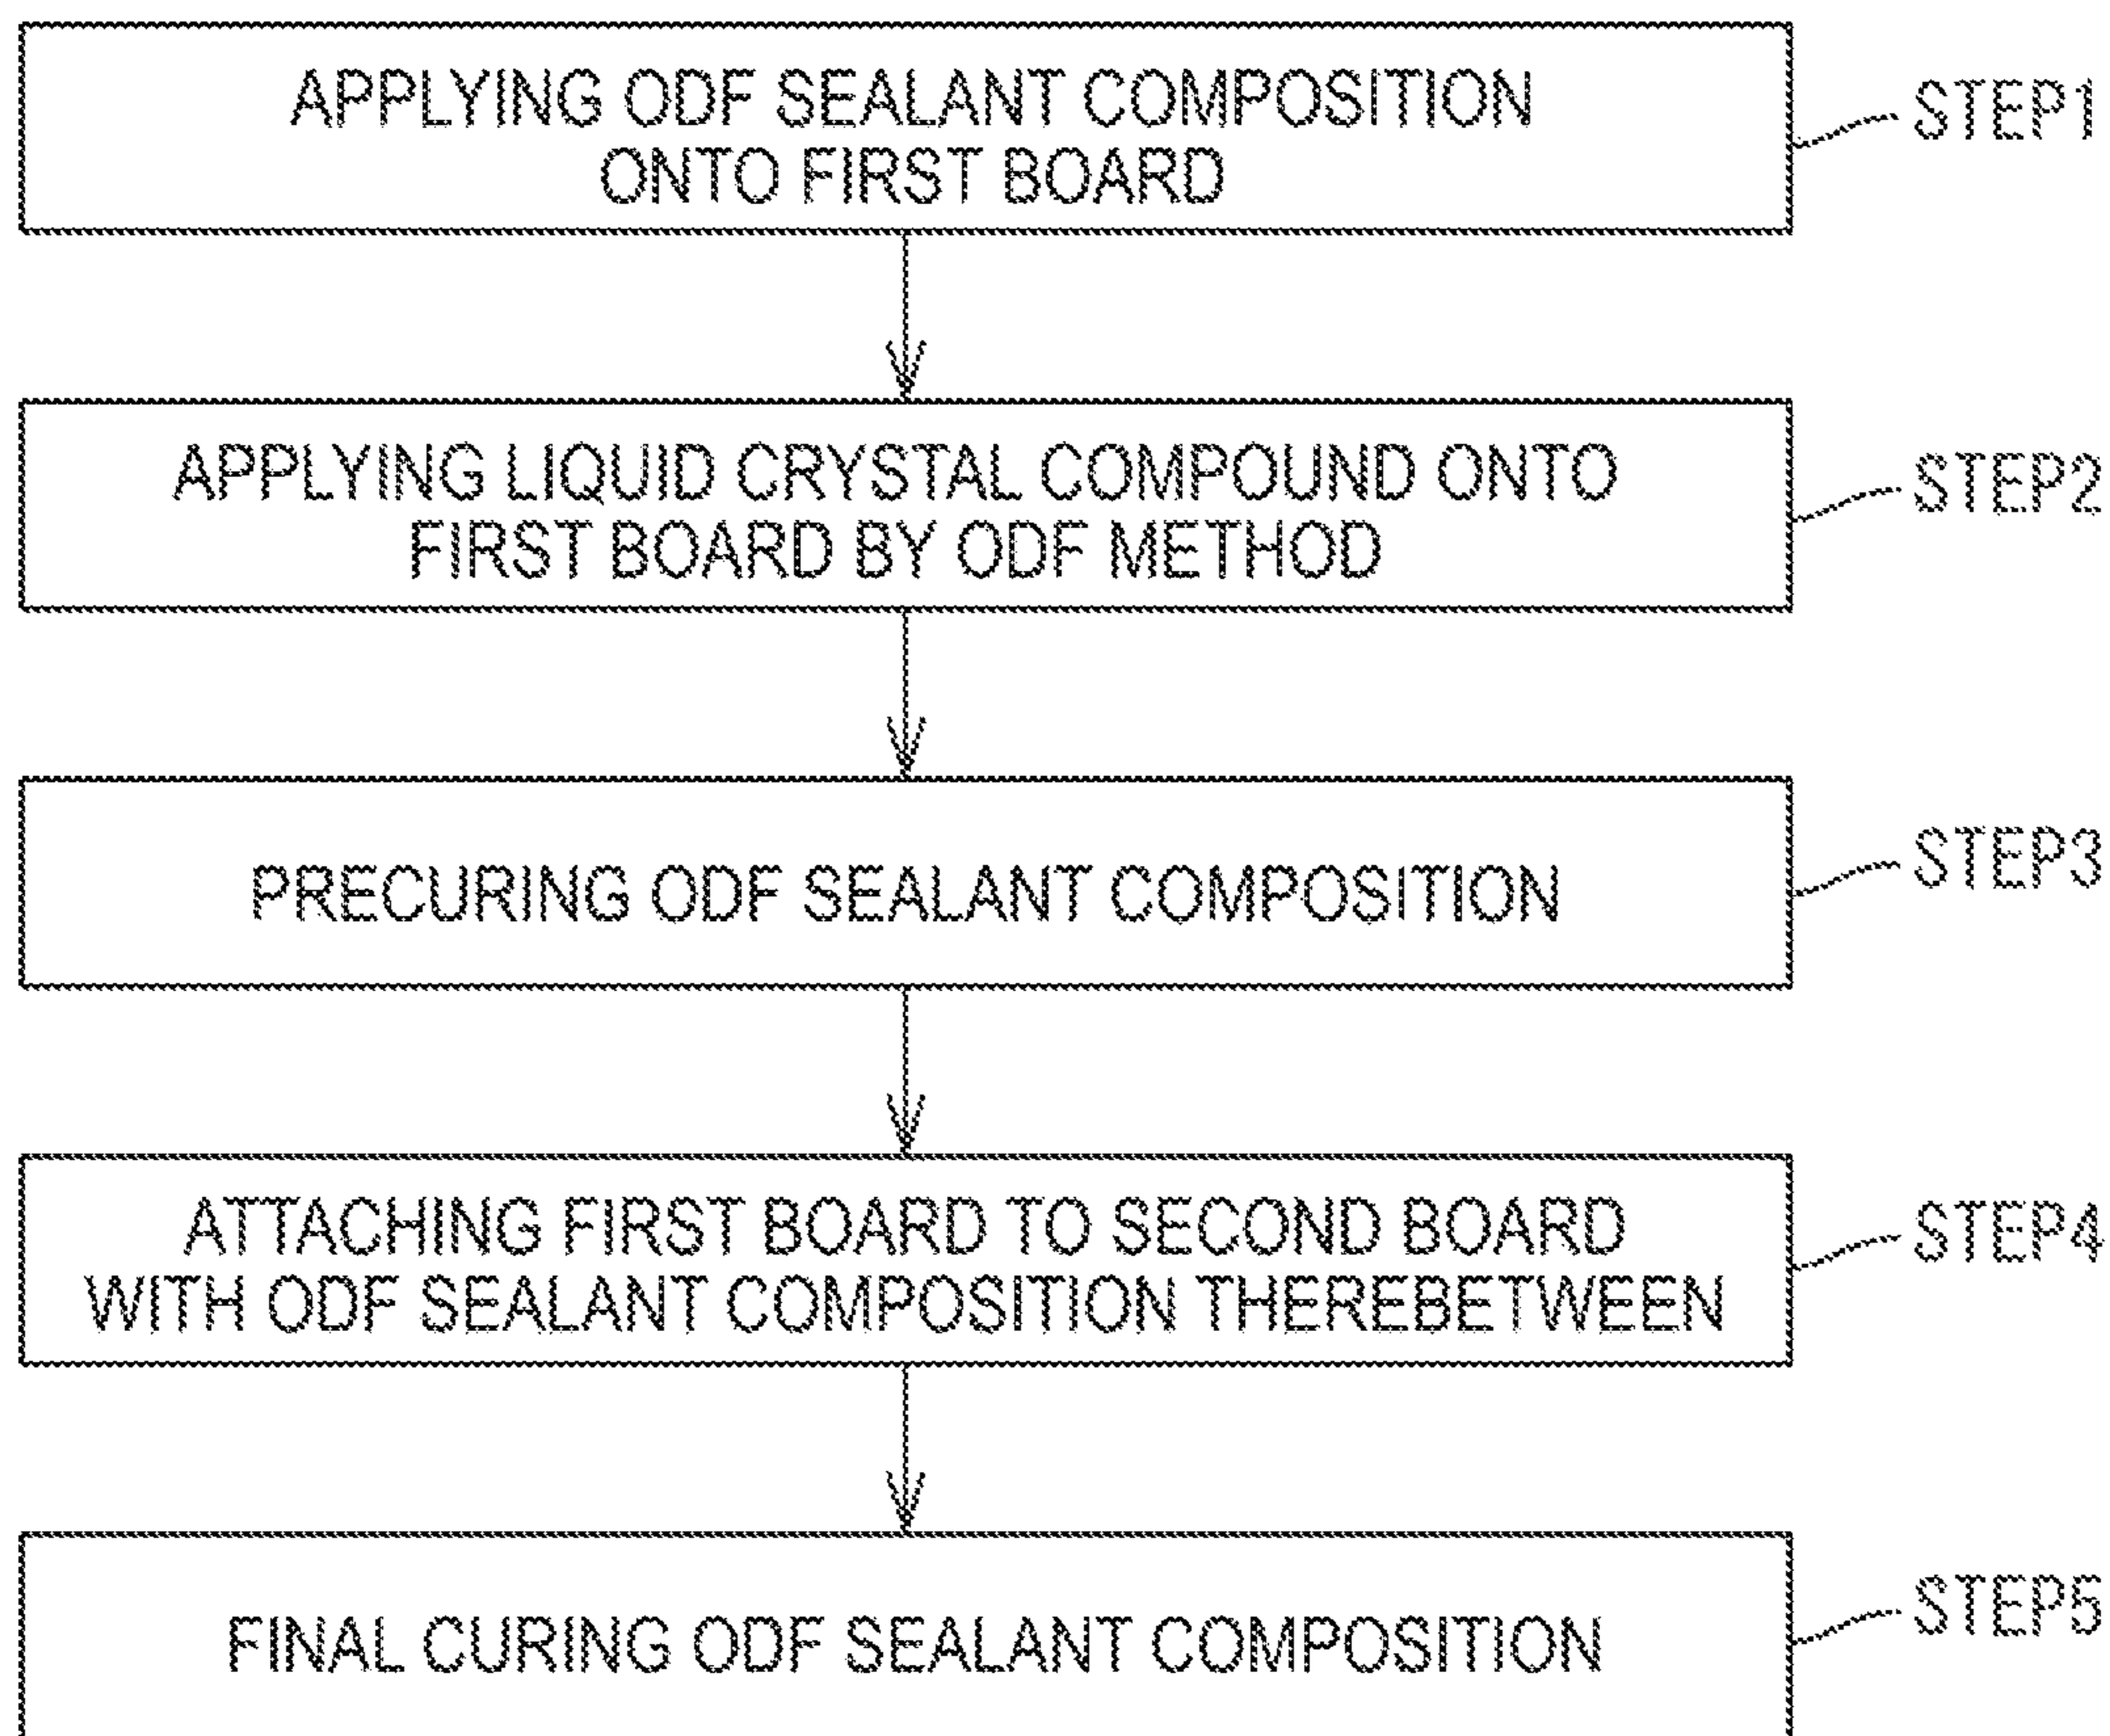 APPLYING ODF SEALANT COMPOSITION
ONTO FIRST BOARD
STEP1
APPLYING LIQUID CRYSTAL COMPOUND ONTO
FIRST BOARD BY ODF METHOD
STEP2
PRECURING ODF SEALANT COMPOSITION
STEP3
ATTACHING FIRST BOARD TO SECOND BOARD
WITH ODF SEALANT COMPOSITION THEREBETWEEN
STEP4
FINAL CURING ODF SEALANT COMPOSITION
STEP5